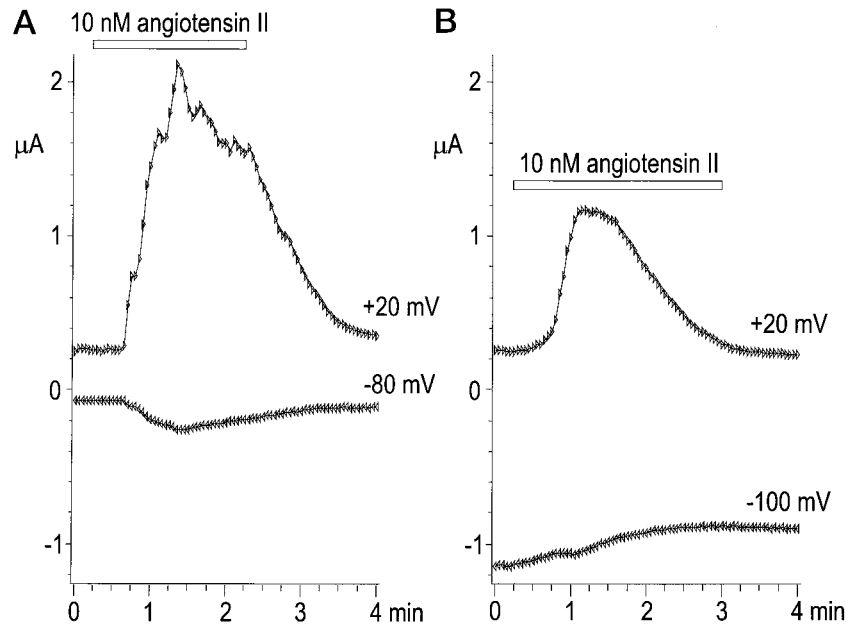 A
10 nM angiotensin II
2
µA
1
+20 mV
0
-80 mV
-1
0 1 2 3 4 min
B
2
µA
10 nM angiotensin II
1
+20 mV
0
-100 mV
-1
0 1 2 3 4 min